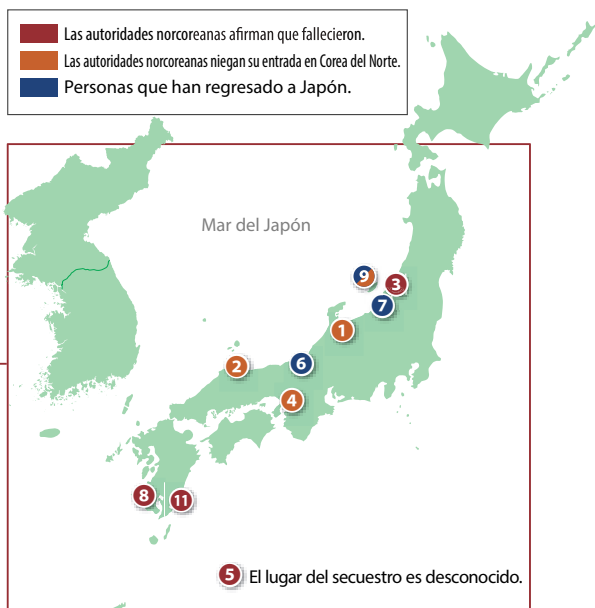 Las autoridades norcoreanas afirman que fallecieron.
Las autoridades norcoreanas niegan su entrada en Corea del Norte.
Personas que han regresado a Japón.
Mar del Japón
9
3
7
1
6
2
4
8
11
5 El lugar del secuestro es desconocido.